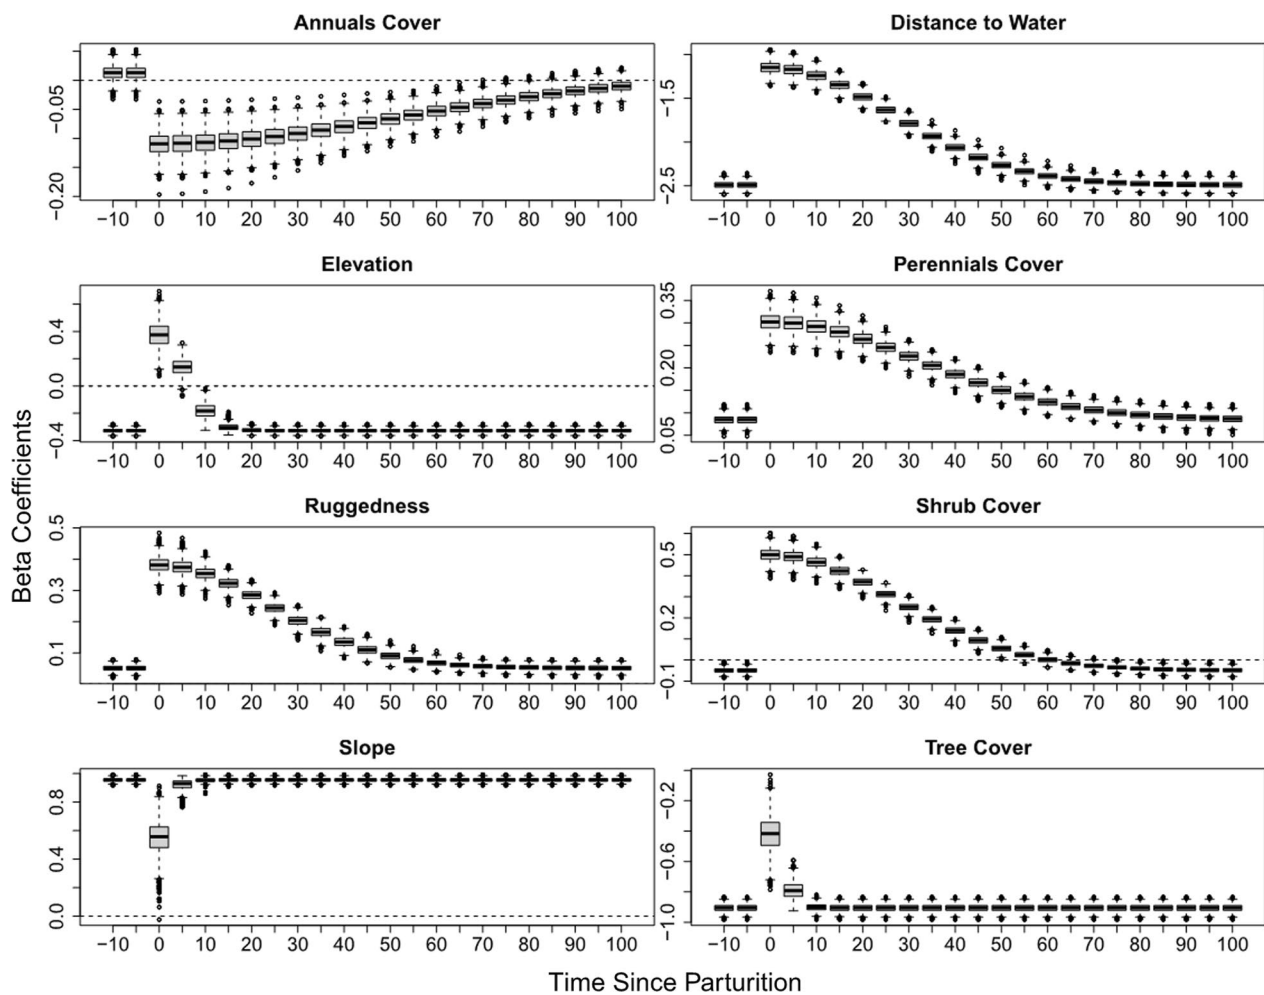 Annuals Cover
−0.05
−0.20
−10 0 10 20 30 40 50 60 70 80 90 100
Distance to Water
−1.5
−2.5
−10 0 10 20 30 40 50 60 70 80 90 100
Elevation
0.4
0.0
−0.4
−10 0 10 20 30 40 50 60 70 80 90 100
Perennials Cover
0.35
0.20
0.05
−10 0 10 20 30 40 50 60 70 80 90 100
Beta Coefficients
Ruggedness
0.5
0.3
0.1
−10 0 10 20 30 40 50 60 70 80 90 100
Shrub Cover
0.5
0.2
−0.1
−10 0 10 20 30 40 50 60 70 80 90 100
Slope
0.8
0.4
0.0
−10 0 10 20 30 40 50 60 70 80 90 100
Tree Cover
−0.2
−0.6
−1.0
−10 0 10 20 30 40 50 60 70 80 90 100
Time Since Parturition